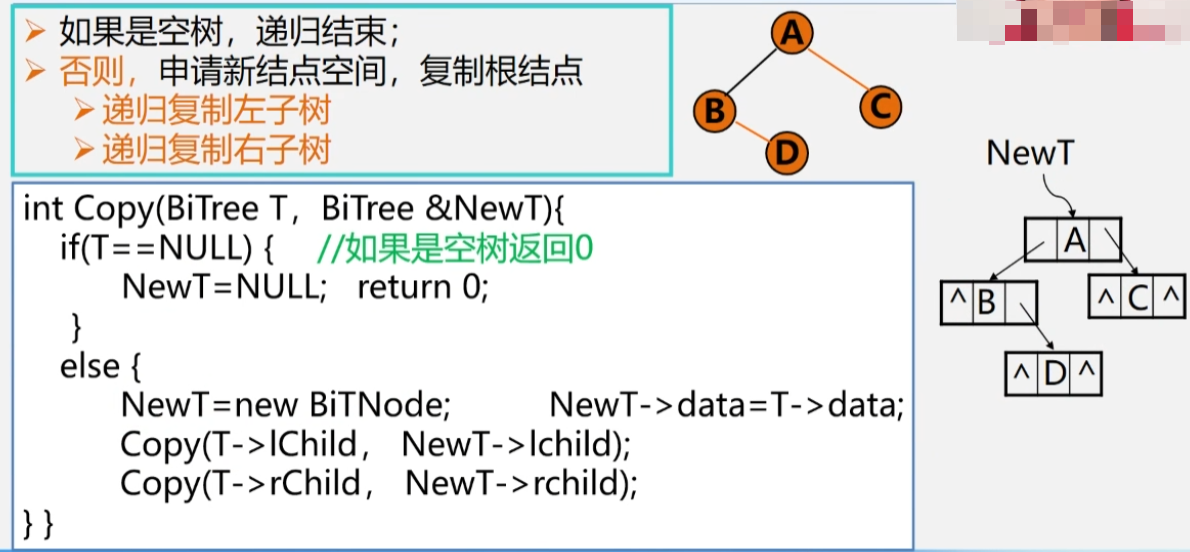 如果是空树，递归结束；
否则，申请新结点空间，复制根结点
递归复制左子树
递归复制右子树
A
B
C
D
int Copy(BiTree T，BiTree &NewT){
if(T==NULL) { //如果是空树返回0
NewT=NULL; return 0;
}
else {
NewT=new BiTNode; NewT->data=T->data;
Copy(T->lChild， NewT->lchild);
Copy(T->rChild， NewT->rchild);
} }
NewT
A
^ B
^ C ^
^ D ^